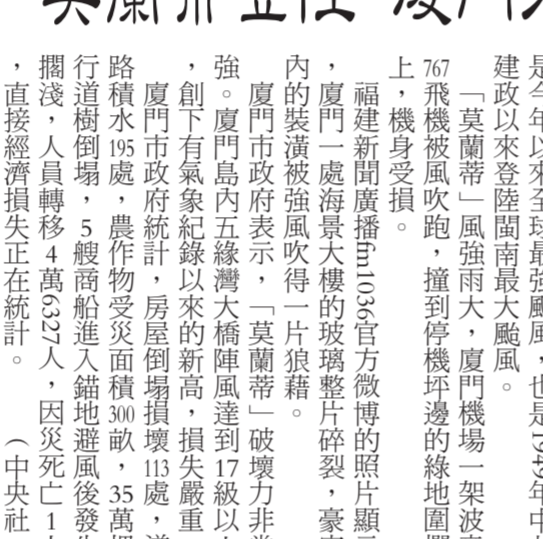 是今年以來全球最強颱風，也是1949年中
建政以來登陸閩南最大颱風。
「莫蘭蒂」風強雨大，廈門機場一架波
767飛機被風吹跑，撞到停機坪邊的綠地圍
上，機身受損。
福建新聞廣播fm1036官方微博的照片顯
，廈門一處海景大樓的玻璃整片碎裂，豪
內的裝潢被強風吹得一片狼藉。
廈門市政府表示，「莫蘭蒂」破壞力非
強。廈門島內五緣灣大橋陣風達到17級以
，創下有氣象紀錄以來的新高，損失嚴重
廈門市政府統計，房屋倒塌損壞113處，道
路積水195處，農作物受災面積300畝，35萬
行道樹倒塌，5艘商船進入錨地避風後發
擱淺，人員轉移4萬6327人，因災死亡1
，直接經濟損失正在統計。（中央社